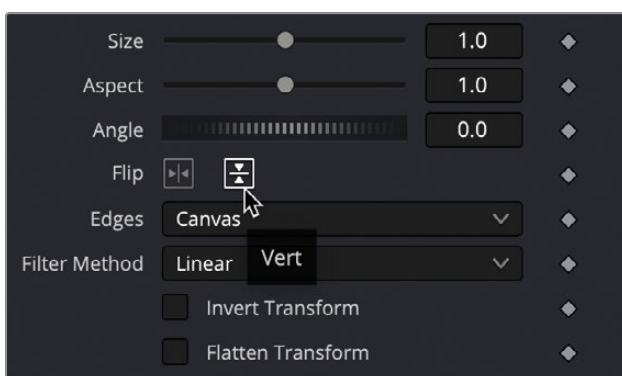 Size 1.0
Aspect 1.0
Angle 0.0
Flip
Edges Canvas
Filter Method Linear Vert
Invert Transform
Flatten Transform